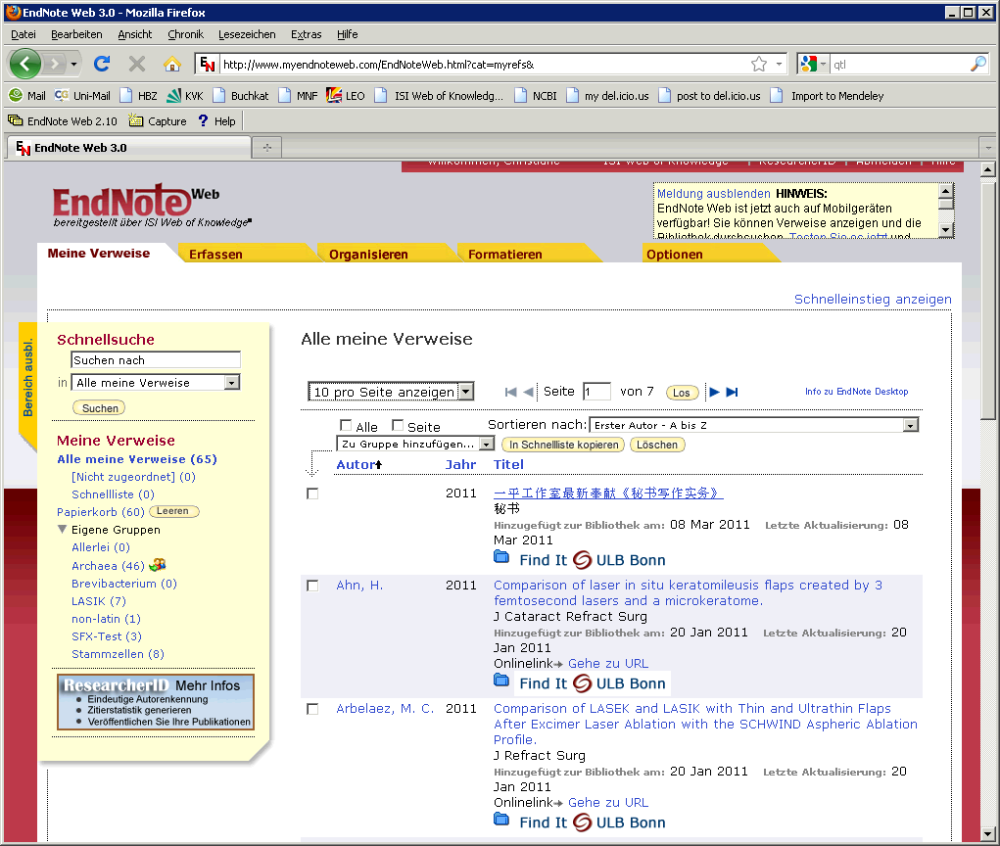 EndNote Web 3.0 - Mozilla Firefox
Datei Bearbeiten Ansicht Chronik Lesezeichen Extras Hilfe
http://www.myendnoteweb.com/EndNoteWeb.html?cat=myrefs& qtl
Mail Uni-Mail HBZ KVK Buchkat MNF LEO ISI Web of Knowledg... NCBI my del.icio.us post to del.icio.us Import to Mendeley
EndNote Web 2.10 Capture Help
EndNote Web 3.0
Willkommen, Christiane ISI Web of Knowledge | ResearcherID | Abmelden | Hilfe
EndNote Web
bereitgestellt über ISI Web of Knowledge
Meldung ausblenden HINWEIS:
EndNote Web ist jetzt auch auf Mobilgeräten
verfügbar! Sie können Verweise anzeigen und die
Bibliothek durchsuchen. Testen Sie es jetzt und
Meine Verweise Erfassen Organisieren Formatieren Optionen
Schnelleinstieg anzeigen
Bereich ausbl.
Schnellsuche
Suchen nach
in Alle meine Verweise
Suchen
Meine Verweise
Alle meine Verweise (65)
[Nicht zugeordnet] (0)
Schnellliste (0)
Papierkorb (60) Leeren
Eigene Gruppen
Allerlei (0)
Archaea (46)
Brevibacterium (0)
LASIK (7)
non-latin (1)
SFX-Test (3)
Stammzellen (8)
ResearcherID Mehr Infos
Eindeutige Autorenkennung
Zitierstatistik generieren
Veröffentlichen Sie Ihre Publikationen
Alle meine Verweise
10 pro Seite anzeigen Seite 1 von 7 Los Info zu EndNote Desktop
Alle Seite Sortieren nach: Erster Autor - A bis Z
Zu Gruppe hinzufügen... In Schnellliste kopieren Löschen
Autor Jahr Titel
2011 一平工作室最新奉献《秘书写作实务》
秘书
Hinzugefügt zur Bibliothek am: 08 Mar 2011 Letzte Aktualisierung: 08
Mar 2011
Find It ULB Bonn
Ahn, H. 2011 Comparison of laser in situ keratomileusis flaps created by 3
femtosecond lasers and a microkeratome.
J Cataract Refract Surg
Hinzugefügt zur Bibliothek am: 20 Jan 2011 Letzte Aktualisierung: 20
Jan 2011
Onlinelink Gehe zu URL
Find It ULB Bonn
Arbelaez, M. C. 2011 Comparison of LASEK and LASIK with Thin and Ultrathin Flaps
After Excimer Laser Ablation with the SCHWIND Aspheric Ablation
Profile.
J Refract Surg
Hinzugefügt zur Bibliothek am: 20 Jan 2011 Letzte Aktualisierung: 20
Jan 2011
Onlinelink Gehe zu URL
Find It ULB Bonn